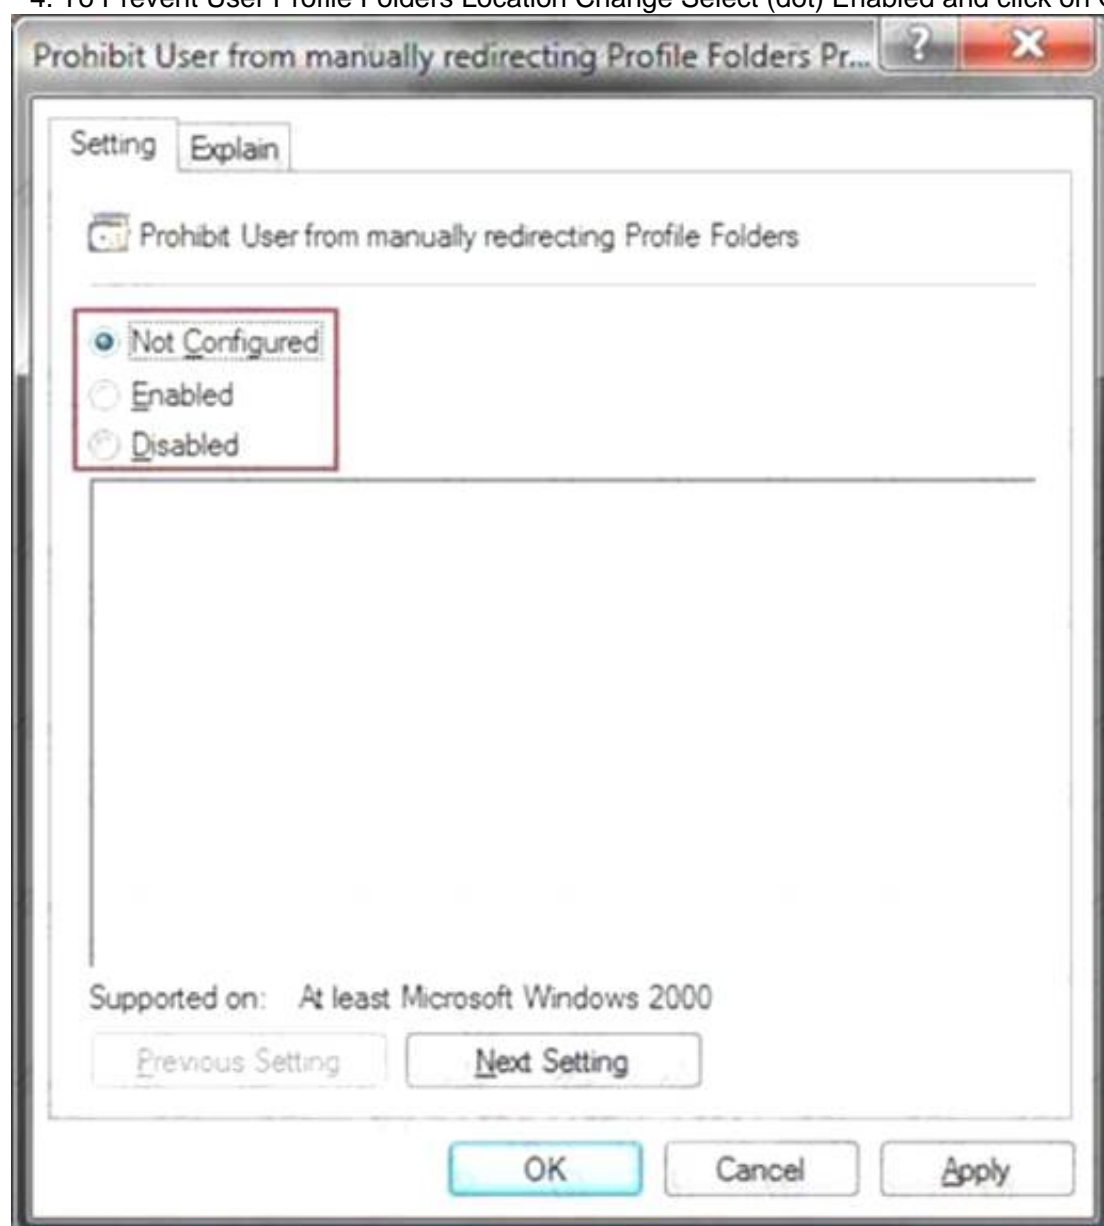 4. To Prevent User Profile Folders Location Change Select (dot) Enabled and click on
Prohibit User from manually redirecting Profile Folders Pr...
?
Setting Explain
Prohibit User from manually redirecting Profile Folders
Not Configured
Enabled
Disabled
Supported on: At least Microsoft Windows 2000
Previous Setting Next Setting
OK Cancel Apply